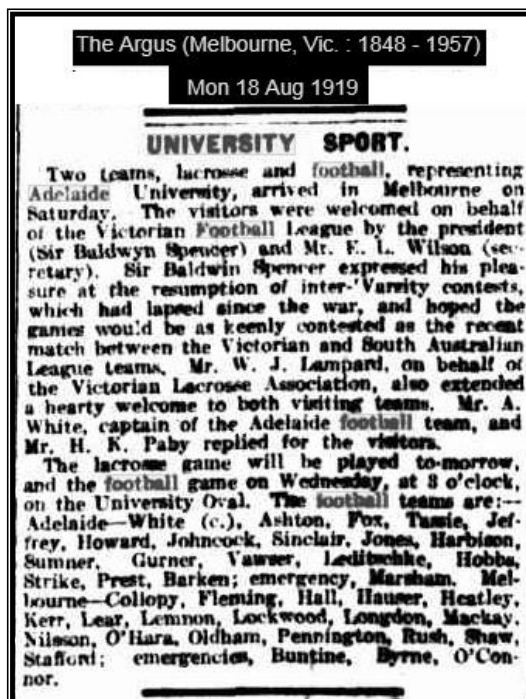 The Argus (Melbourne, Vic. : 1848 - 1957)
Mon 18 Aug 1919
UNIVERSITY SPORT.
Two teams, lacrosse and football, representing
Adelaide University, arrived in Melbourne on
Saturday. The visitors were welcomed on behalf
of the Victorian Football League by the president
(Sir Baldwyn Spencer) and Mr. E. L. Wilson (sec-
retary). Sir Baldwin Spencer expressed his plea-
sure at the resumption of inter-'Varsity contests,
which had lapsed since the war, and hoped the
games would be as keenly contested as the recent
match between the Victorian and South Australian
League teams. Mr. W. J. Lampard, on behalf of
the Victorian Lacrosse Association, also extended
a hearty welcome to both visiting teams. Mr. A.
White, captain of the Adelaide football team, and
Mr. H. K. Paby replied for the visitors.
The lacrosse game will be played to-morrow,
and the football game on Wednesday, at 3 o'clock,
on the University Oval. The football teams are:—
Adelaide—White (c.), Ashton, Fox, Tassie, Jef-
frey, Howard, Johncock, Sinclair, Jones, Harbison,
Sumner, Gurner, Vawser, Leditschke, Hobbs,
Strike, Prest, Barken; emergency, Marsham. Mel-
bourne—Collopy, Fleming, Hall, Hauser, Heatley,
Kerr, Lear, Lemnon, Lockwood, Longdon, Mackay,
Nilsson, O'Hara, Oldham, Pennington, Rush, Shaw,
Stafford; emergencies, Buntine, Byrne, O'Con-
nor.